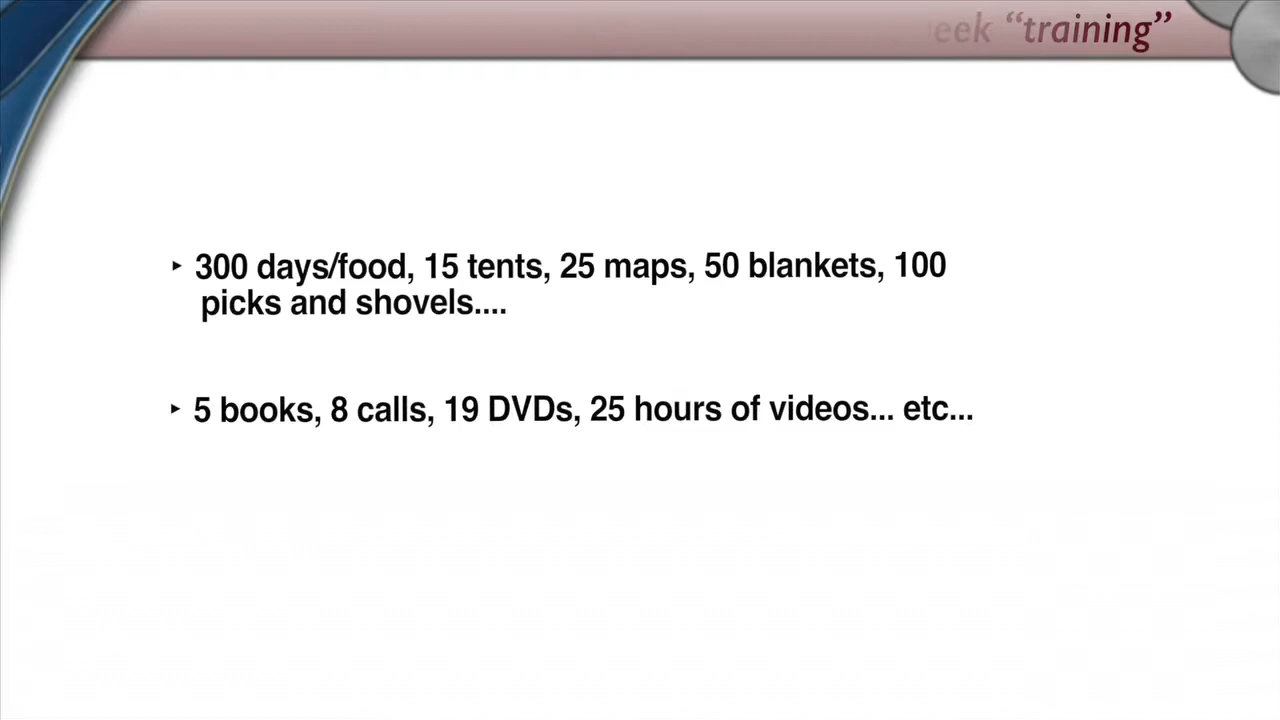 “training”
‣ 300 days/food, 15 tents, 25 maps, 50 blankets, 100
picks and shovels....
‣ 5 books, 8 calls, 19 DVDs, 25 hours of videos... etc...